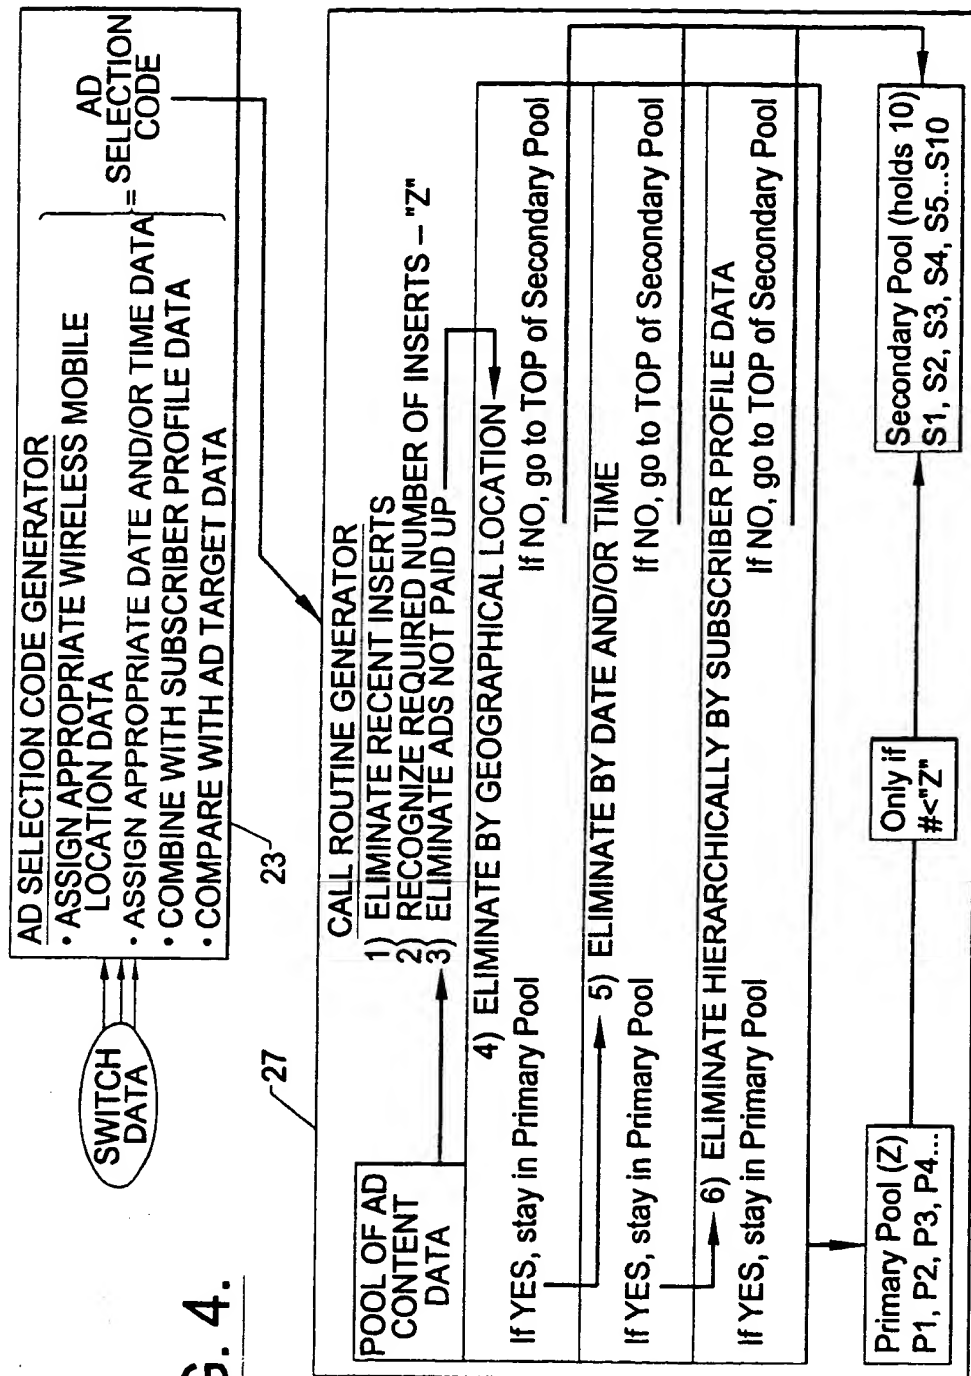 G. 4.
SWITCH
DATA
AD SELECTION CODE GENERATOR
• ASSIGN APPROPRIATE WIRELESS MOBILE
LOCATION DATA
• ASSIGN APPROPRIATE DATE AND/OR TIME DATA
• COMBINE WITH SUBSCRIBER PROFILE DATA
• COMPARE WITH AD TARGET DATA
=
AD
SELECTION
CODE
23
27
CALL ROUTINE GENERATOR
1) ELIMINATE RECENT INSERTS
2) RECOGNIZE REQUIRED NUMBER OF INSERTS – "Z"
3) ELIMINATE ADS NOT PAID UP
POOL OF AD
CONTENT
DATA
4) ELIMINATE BY GEOGRAPHICAL LOCATION
If YES, stay in Primary Pool
If NO, go to TOP of Secondary Pool
5) ELIMINATE BY DATE AND/OR TIME
If YES, stay in Primary Pool
If NO, go to TOP of Secondary Pool
6) ELIMINATE HIERARCHICALLY BY SUBSCRIBER PROFILE DATA
If YES, stay in Primary Pool
If NO, go to TOP of Secondary Pool
Primary Pool (Z)
P1, P2, P3, P4...
Only if
#<"Z"
Secondary Pool (holds 10)
S1, S2, S3, S4, S5...S10